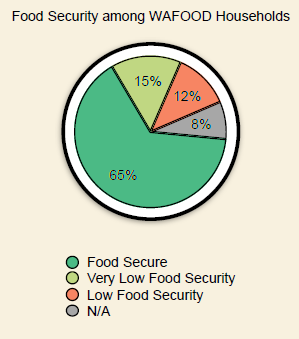 Food Security among WAFOOD Households
15%
12%
8%
65%
Food Secure
Very Low Food Security
Low Food Security
N/A